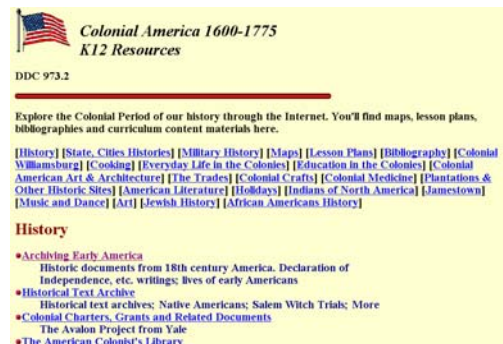 Colonial America 1600-1775
K12 Resources
DDC 973.2
Explore the Colonial Period of our history through the Internet. You'll find maps, lesson plans,
bibliographies and curriculum content materials here.
[History] [State, Cities Histories] [Military History] [Maps] [Lesson Plans] [Bibliography] [Colonial
Williamsburg] [Cooking] [Everyday Life in the Colonies] [Education in the Colonies] [Colonial
American Art & Architecture] [The Trades] [Colonial Crafts] [Colonial Medicine] [Plantations &
Other Historic Sites] [American Literature] [Holidays] [Indians of North America] [Jamestown]
[Music and Dance] [Art] [Jewish History] [African Americans History]
History
Archiving Early America
Historic documents from 18th century America. Declaration of
Independence, etc. writings; lives of early Americans
Historical Text Archive
Historical text archives; Native Americans; Salem Witch Trials; More
Colonial Charters, Grants and Related Documents
The Avalon Project from Yale
The American Colonist's Library